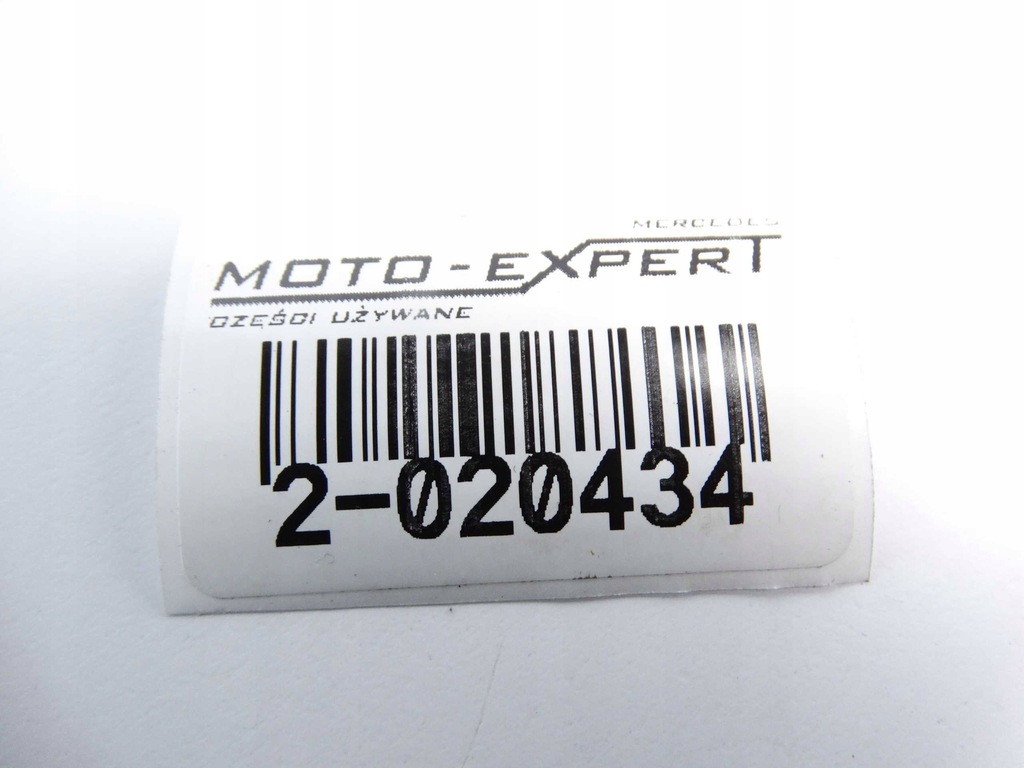 MERCEDES
MOTO-EXPERT
CZĘŚCI UŻYWANE
2-020434